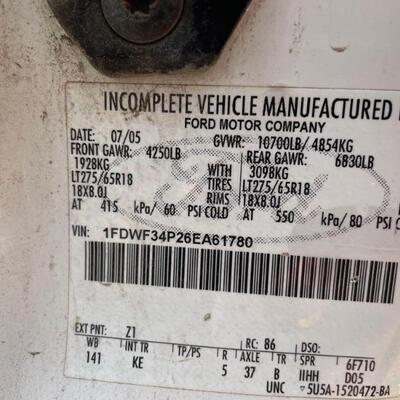 INCOMPLETE VEHICLE MANUFACTURED
FORD MOTOR COMPANY
DATE: 07/05 GVWR: 10700LB/ 4854KG
FRONT GAWR: 4250LB REAR GAWR: 6830LB
1928KG WITH 3098KG
LT275/65R18 TIRES LT275/65R18
18X8.0J RIMS 18X8.0J
AT 415 kPa/ 60 PSI COLD AT 550 kPa/ 80 PSI CO
VIN: 1FDWF34P26EA61780
EXT PNT: Z1 RC: 86 DSO:
WB INT TR TP/PS R AXLE TR SPR 6F710
141 KE 5 37 B IIHH D05
UNC 5U5A-1520472-BA